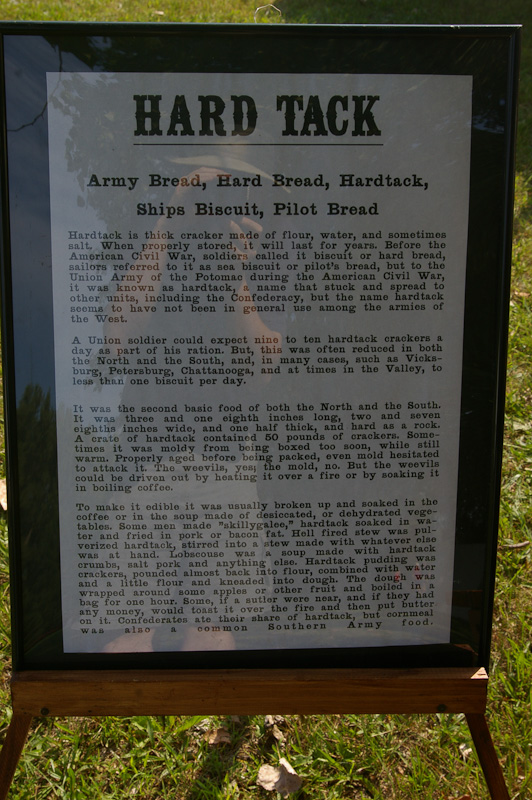 HARD TACK
Army Bread, Hard Bread, Hardtack,
Ships Biscuit, Pilot Bread
Hardtack is thick cracker made of flour, water, and sometimes
salt. When properly stored, it will last for years. Before the
American Civil War, soldiers called it biscuit or hard bread,
sailors referred to it as sea biscuit or pilot's bread, but to the
Union Army of the Potomac during the American Civil War,
it was known as hardtack, a name that stuck and spread to
other units, including the Confederacy, but the name hardtack
seems to have not been in general use among the armies of
the West.
A Union soldier could expect nine to ten hardtack crackers a
day as part of his ration. But, this was often reduced in both
the North and the South, and, in many cases, such as Vicks-
burg, Petersburg, Chattanooga, and at times in the Valley, to
less than one biscuit per day.
It was the second basic food of both the North and the South.
It was three and one eighth inches long, two and seven
eighths inches wide, and one half thick, and hard as a rock.
A crate of hardtack contained 50 pounds of crackers. Some-
times it was moldy from being boxed too soon, while still
warm. Properly aged before being packed, even mold hesitated
to attack it. The weevils, yes; the mold, no. But the weevils
could be driven out by heating it over a fire or by soaking it
in boiling coffee.
To make it edible it was usually broken up and soaked in the
coffee or in the soup made of desiccated, or dehydrated vege-
tables. Some men made "skillygalee," hardtack soaked in wa-
ter and fried in pork or bacon fat. Hell fired stew was pul-
verized hardtack, stirred into a stew made with whatever else
was at hand. Lobscouse was a soup made with hardtack
crumbs, salt pork and anything else. Hardtack pudding was
crackers, pounded almost back into flour, combined with water
and a little flour and kneaded into dough. The dough was
wrapped around some apples or other fruit and boiled in a
bag for one hour. Some, if a sutler were near, and if they had
any money, would toast it over the fire and then put butter
on it. Confederates ate their share of hardtack, but cornmeal
was also a common Southern Army food.